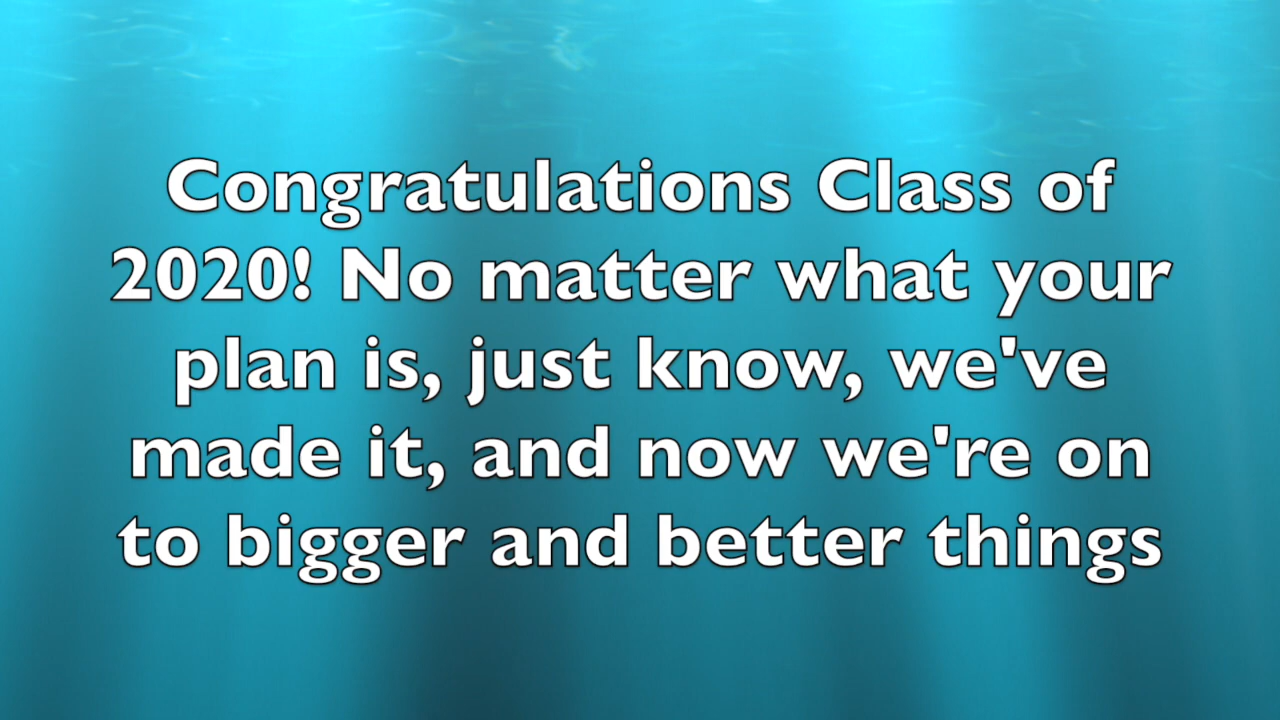 Congratulations Class of
2020! No matter what your
plan is, just know, we've
made it, and now we're on
to bigger and better things